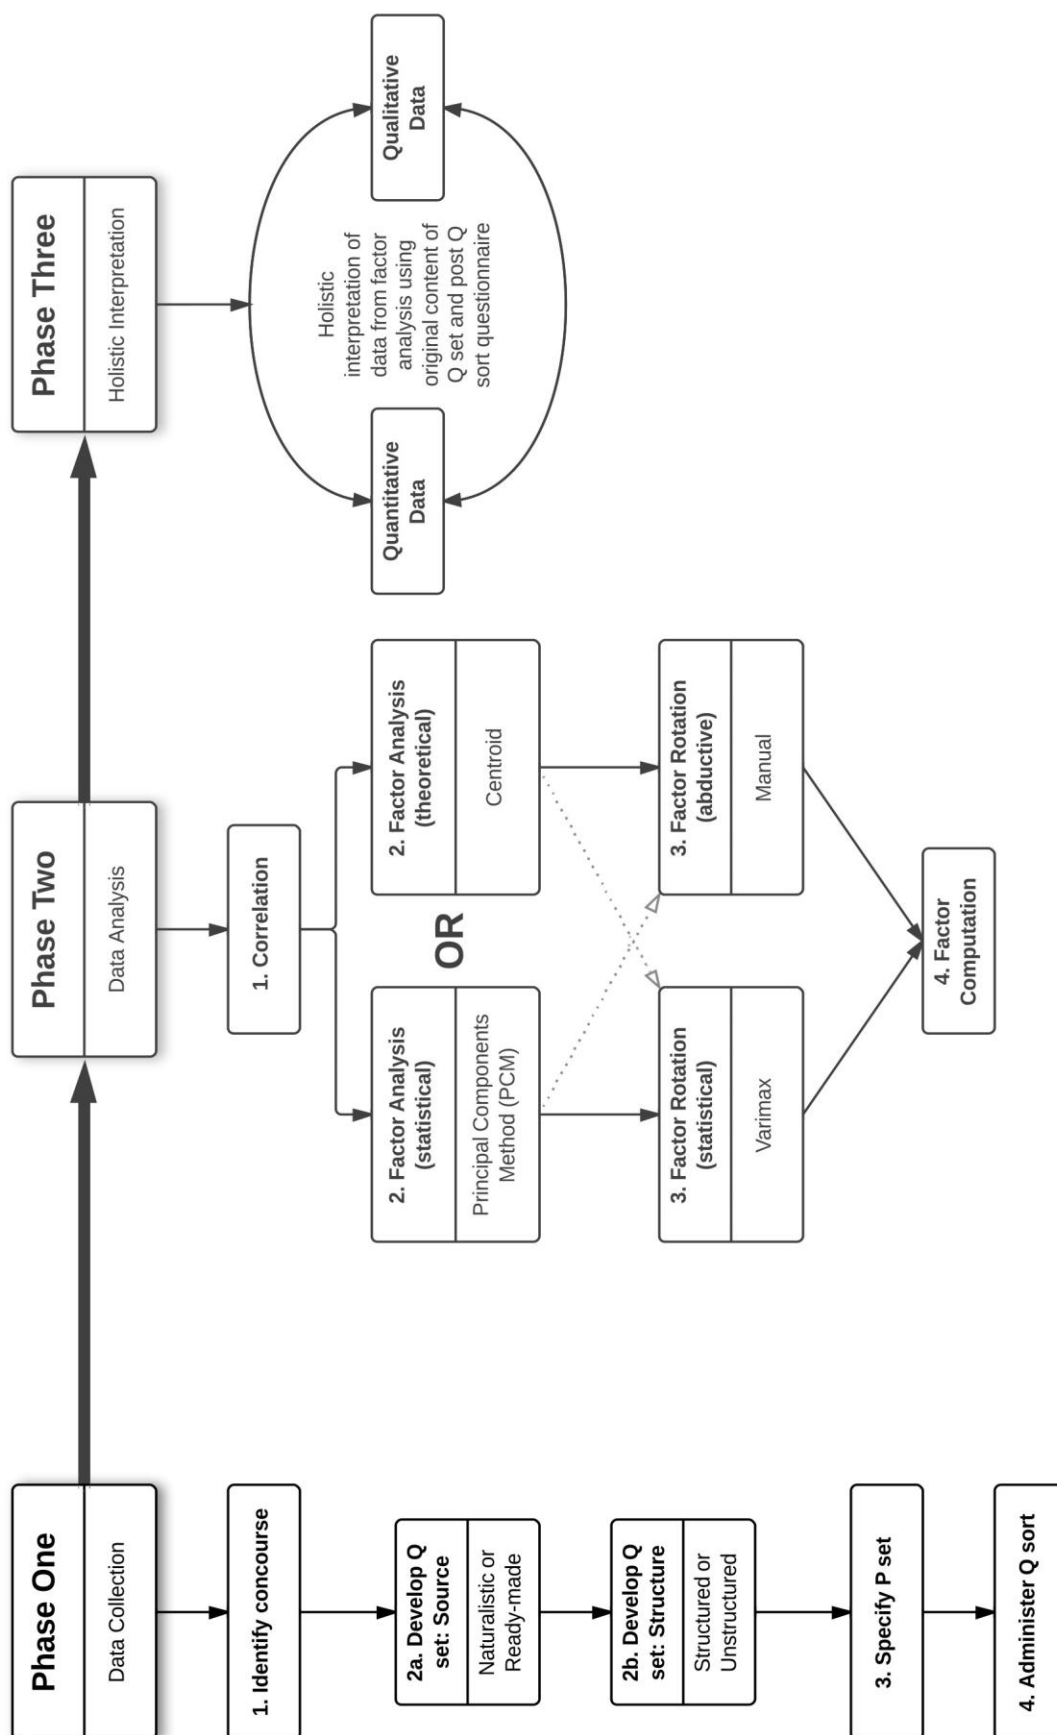 Phase One
Data Collection
1. Identify concourse
2a. Develop Q
set: Source
Naturalistic or
Ready-made
2b. Develop Q
set: Structure
Structured or
Unstructured
3. Specify P set
4. Administer Q sort
Phase Two
Data Analysis
1. Correlation
2. Factor Analysis
(statistical)
Principal Components
Method (PCM)
OR
2. Factor Analysis
(theoretical)
Centroid
3. Factor Rotation
(statistical)
Varimax
3. Factor Rotation
(abductive)
Manual
4. Factor
Computation
Phase Three
Holistic Interpretation
Quantitative
Data
Holistic
interpretation of
data from factor
analysis using
original content of
Q set and post Q
sort questionnaire
Qualitative
Data